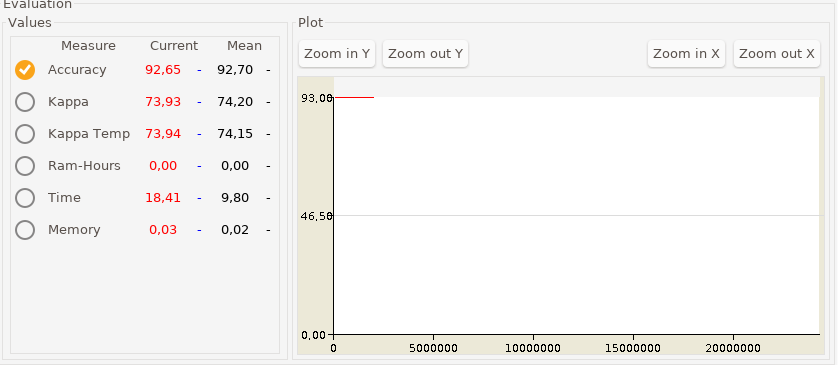 Evaluation
Values
Measure Current Mean
Accuracy 92,65 - 92,70 -
Kappa 73,93 - 74,20 -
Kappa Temp 73,94 - 74,15 -
Ram-Hours 0,00 - 0,00 -
Time 18,41 - 9,80 -
Memory 0,03 - 0,02 -
Plot
Zoom in Y Zoom out Y Zoom in X Zoom out X
93,00
46,50
0,00
0 5000000 10000000 15000000 20000000